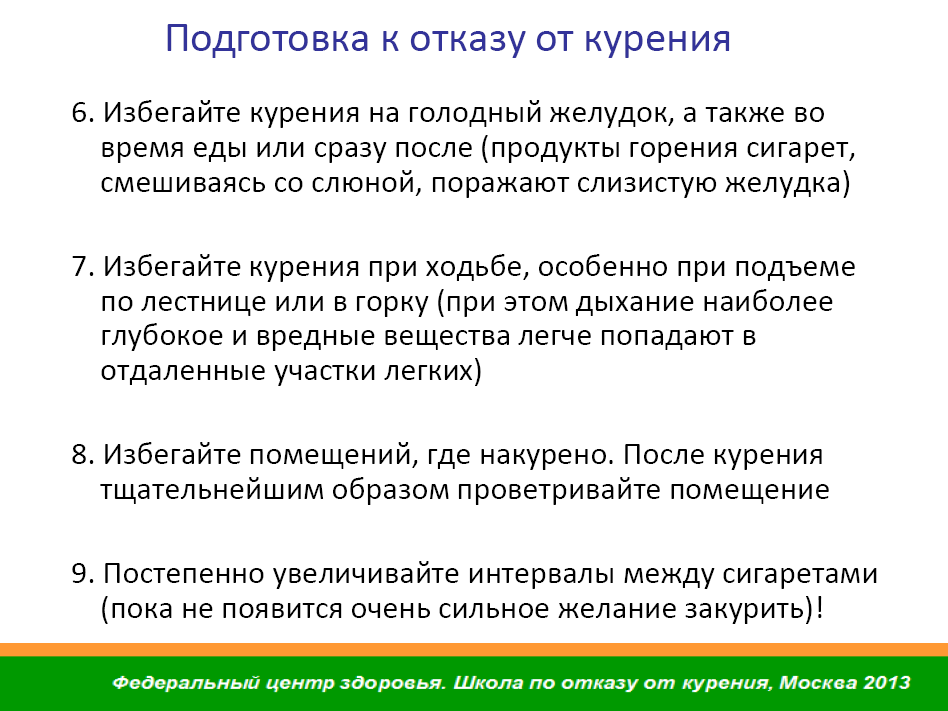 Подготовка к отказу от курения
6. Избегайте курения на голодный желудок, а также во
время еды или сразу после (продукты горения сигарет,
смешиваясь со слюной, поражают слизистую желудка)
7. Избегайте курения при ходьбе, особенно при подъеме
по лестнице или в горку (при этом дыхание наиболее
глубокое и вредные вещества легче попадают в
отдаленные участки легких)
8. Избегайте помещений, где накурено. После курения
тщательнейшим образом проветривайте помещение
9. Постепенно увеличивайте интервалы между сигаретами
(пока не появится очень сильное желание закурить)!
Федеральный центр здоровья. Школа по отказу от курения, Москва 2013